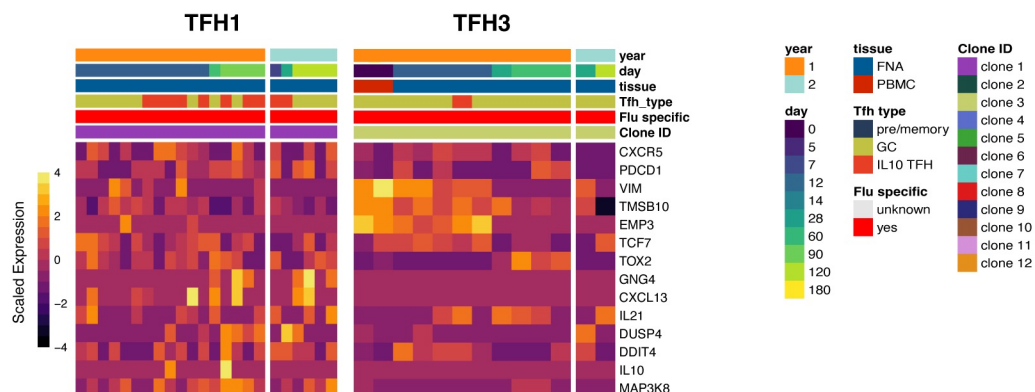 TFH1 TFH3
year
day
tissue
Tfh_type
Flu specific
Clone ID
CXCR5
PDCD1
VIM
TMSB10
EMP3
TCF7
TOX2
GNG4
CXCL13
IL21
DUSP4
DDIT4
IL10
MAP3K8
Scaled Expression
4
2
0
−2
−4
year
1
2
day
0
5
7
12
14
28
60
90
120
180
tissue
FNA
PBMC
Tfh type
pre/memory
GC
IL10 TFH
Flu specific
unknown
yes
Clone ID
clone 1
clone 2
clone 3
clone 4
clone 5
clone 6
clone 7
clone 8
clone 9
clone 10
clone 11
clone 12